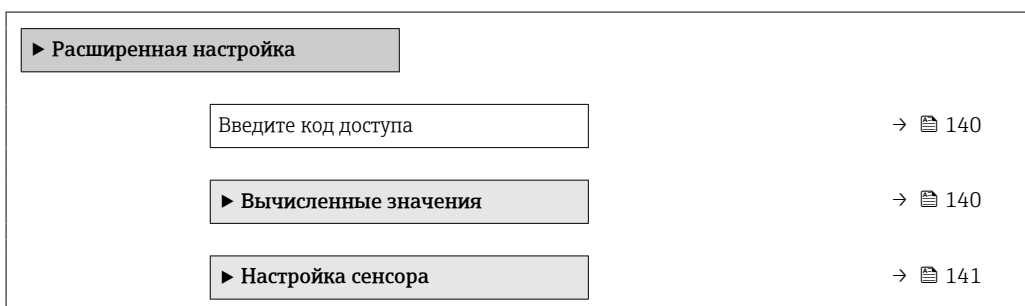 ▶ Расширенная настройка
Введите код доступа → 140
▶ Вычисленные значения → 140
▶ Настройка сенсора → 141